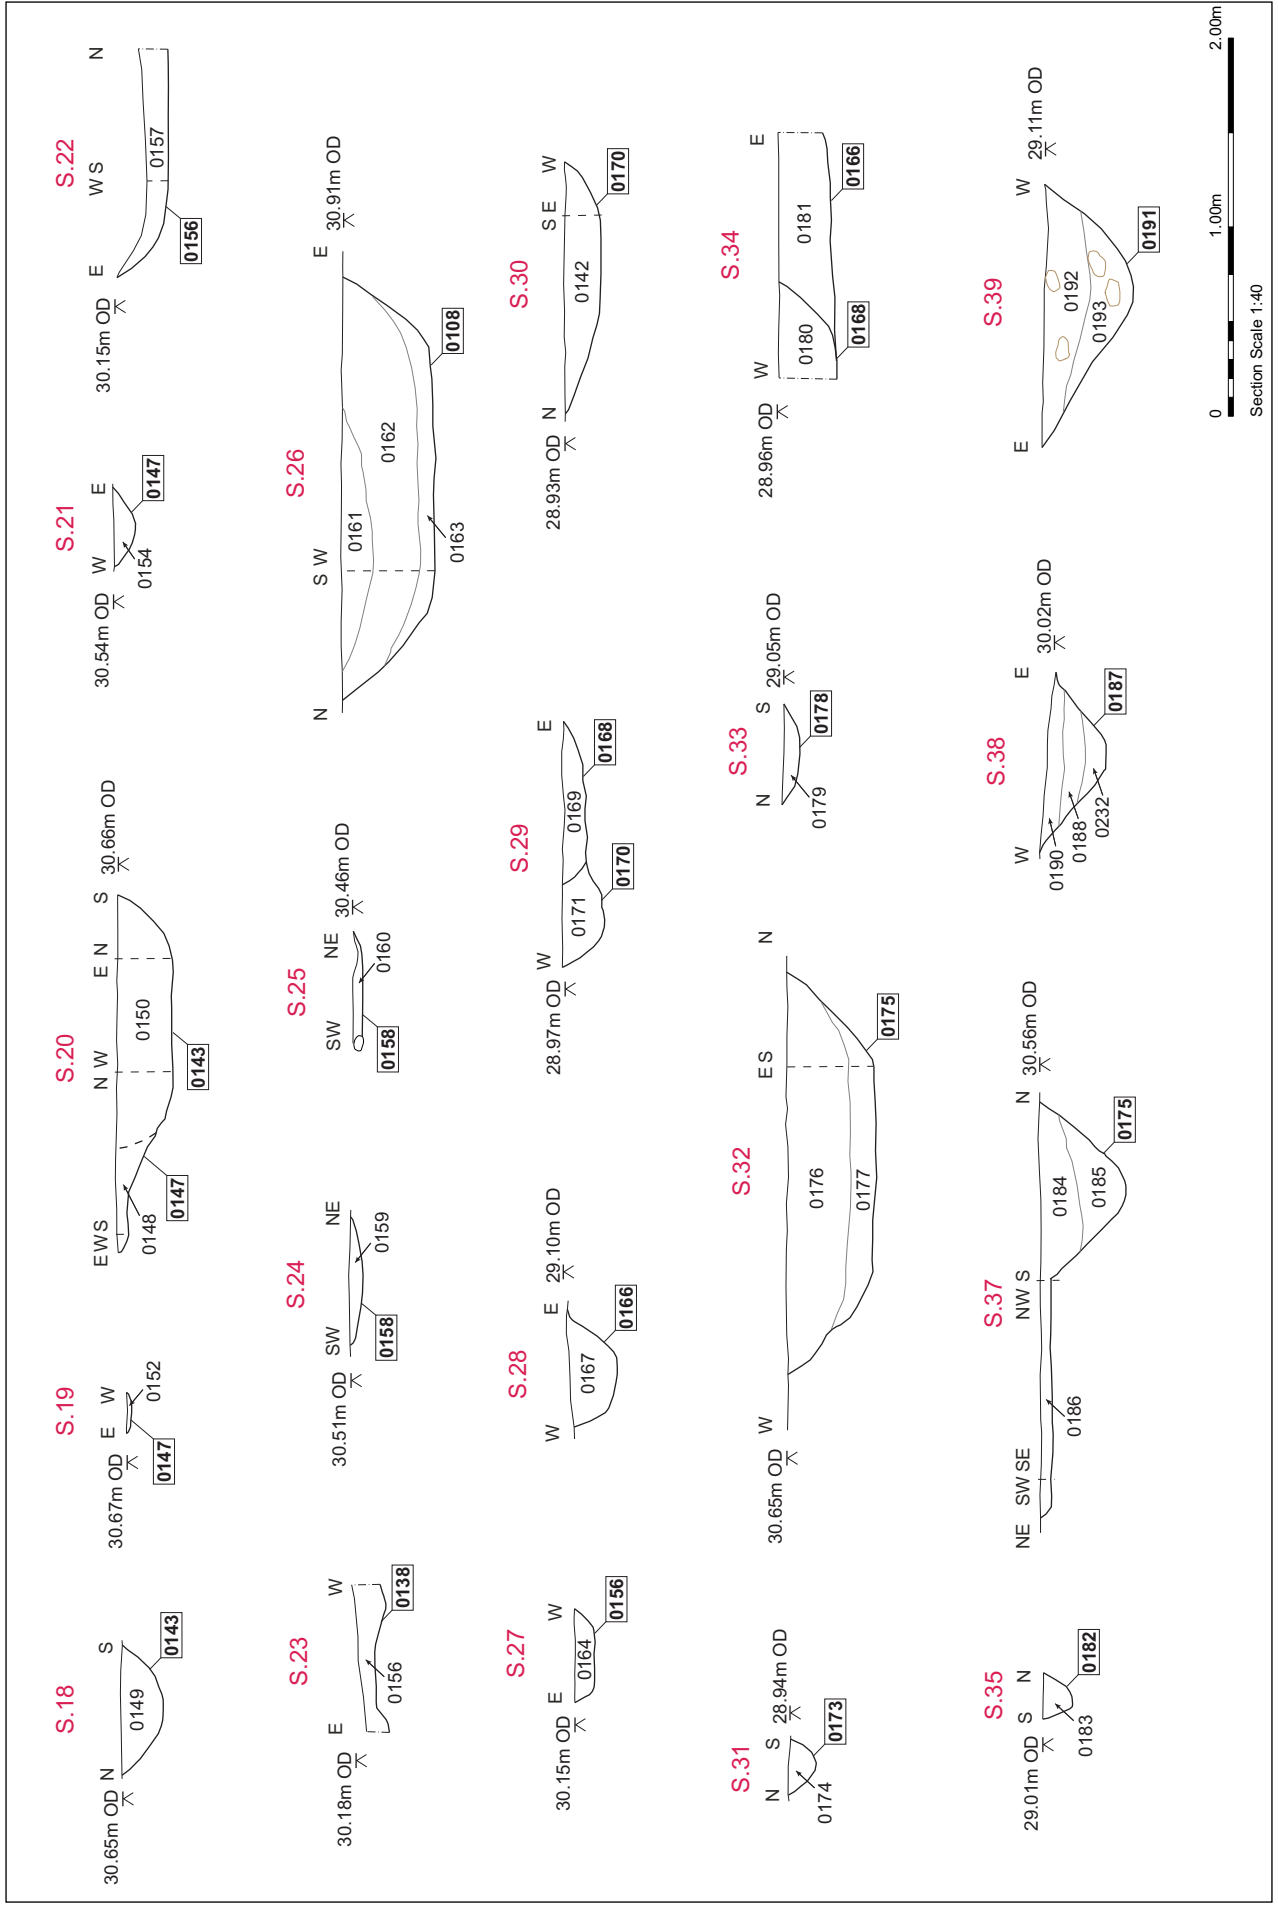 S.18
N S
30.65m OD
0149
0143
S.19
E W
30.67m OD
0152
0147
S.20
E W S N W E N S
30.66m OD
0148
0150
0147
0143
S.21
W E
30.54m OD
0154
0147
S.22
E W S N
30.15m OD
0157
0156
S.23
E W
30.18m OD
0156
0138
S.24
SW NE
30.51m OD
0159
0158
S.25
SW NE
30.46m OD
0160
0158
S.26
N S W E
30.91m OD
0161
0162
0163
0108
S.27
E W
30.15m OD
0164
0156
S.28
W E
29.10m OD
0167
0166
S.29
W E
28.97m OD
0171
0169
0170
0168
S.30
N S E W
28.93m OD
0142
0170
S.31
N S
28.94m OD
0174
0173
S.32
W E S N
30.65m OD
0176
0177
0175
S.33
N S
29.05m OD
0179
0178
S.34
W E
28.96m OD
0180
0181
0168
0166
S.35
S N
29.01m OD
0183
0182
S.37
NE SW SE NW S N
30.56m OD
0186
0184
0185
0175
S.38
W E
30.02m OD
0190
0188
0232
0187
S.39
E W
29.11m OD
0192
0193
0191
0 1.00m 2.00m
Section Scale 1:40